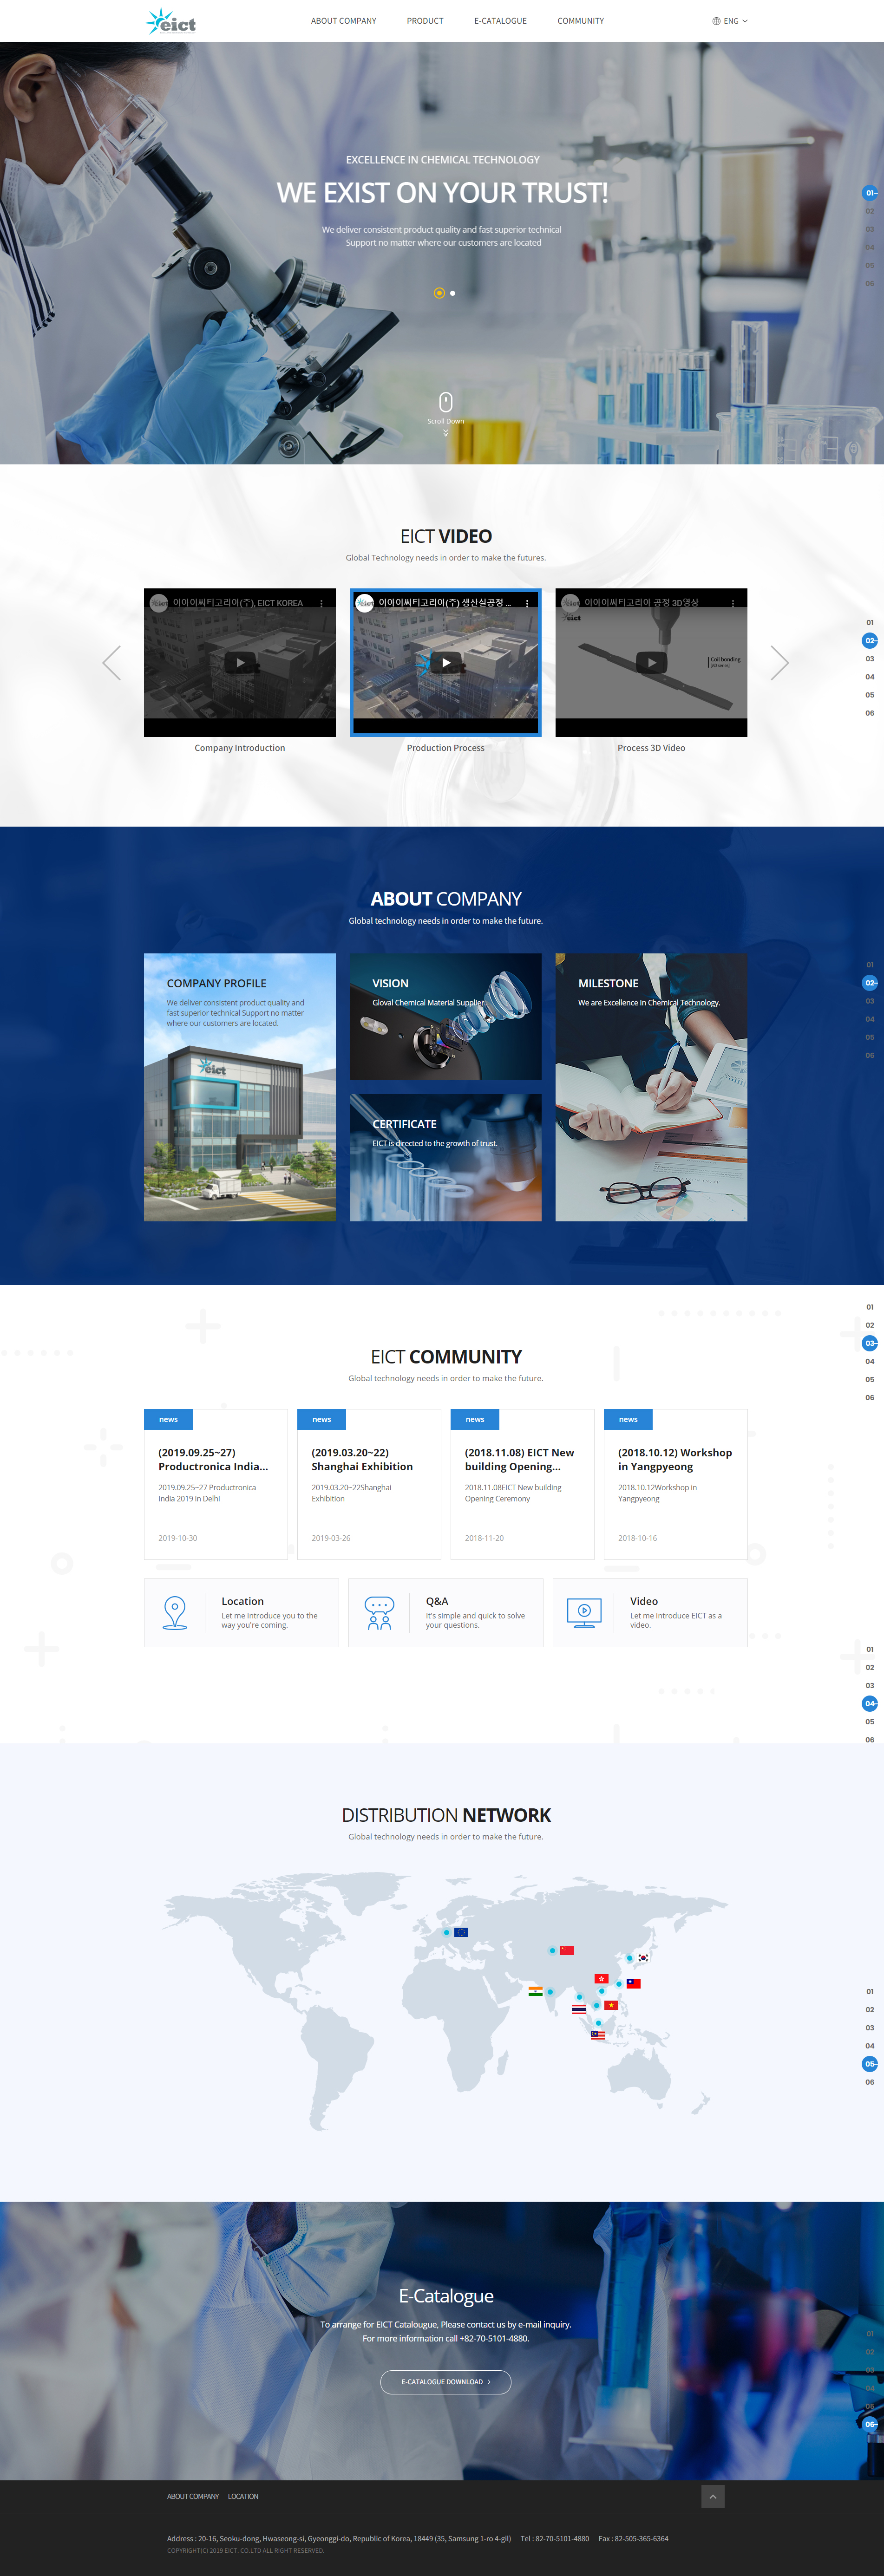 eict
ABOUT COMPANY
PRODUCT
E-CATALOGUE
COMMUNITY
ENG
EXCELLENCE IN CHEMICAL TECHNOLOGY
WE EXIST ON YOUR TRUST!
We deliver consistent product quality and fast superior technical
Support no matter where our customers are located
Scroll Down
01
02
03
04
05
06
EICT VIDEO
Global Technology needs in order to make the futures.
이아이씨티코리아(주), EICT KOREA
이아이씨티코리아(주) 생산실공정 ...
이아이씨티코리아 공정 3D영상
eict
Coil bonding
Company Introduction
Production Process
Process 3D Video
01
02
03
04
05
06
ABOUT COMPANY
Global technology needs in order to make the future.
COMPANY PROFILE
We deliver consistent product quality and
fast superior technical Support no matter
where our customers are located.
eict
VISION
Gloval Chemical Material Supplier.
CERTIFICATE
EICT is directed to the growth of trust.
MILESTONE
We are Excellence In Chemical Technology.
01
02
03
04
05
06
EICT COMMUNITY
Global technology needs in order to make the future.
01
02
03
04
05
06
news
(2019.09.25~27)
Productronica India...
2019.09.25~27 Productronica
India 2019 in Delhi
2019-10-30
news
(2019.03.20~22)
Shanghai Exhibition
2019.03.20~22Shanghai
Exhibition
2019-03-26
news
(2018.11.08) EICT New
building Opening...
2018.11.08EICT New building
Opening Ceremony
2018-11-20
news
(2018.10.12) Workshop
in Yangpyeong
2018.10.12Workshop in
Yangpyeong
2018-10-16
Location
Let me introduce you to the
way you're coming.
Q&A
It's simple and quick to solve
your questions.
Video
Let me introduce EICT as a
video.
01
02
03
04
05
06
DISTRIBUTION NETWORK
Global technology needs in order to make the future.
01
02
03
04
05
06
E-Catalogue
To arrange for EICT Catalougue, Please contact us by e-mail inquiry.
For more information call +82-70-5101-4880.
E-CATALOGUE DOWNLOAD
01
02
03
04
05
06
ABOUT COMPANY
LOCATION
Address : 20-16, Seoku-dong, Hwaseong-si, Gyeonggi-do, Republic of Korea, 18449 (35, Samsung 1-ro 4-gil) Tel : 82-70-5101-4880 Fax : 82-505-365-6364
COPYRIGHT(C) 2019 EICT. CO.LTD ALL RIGHT RESERVED.